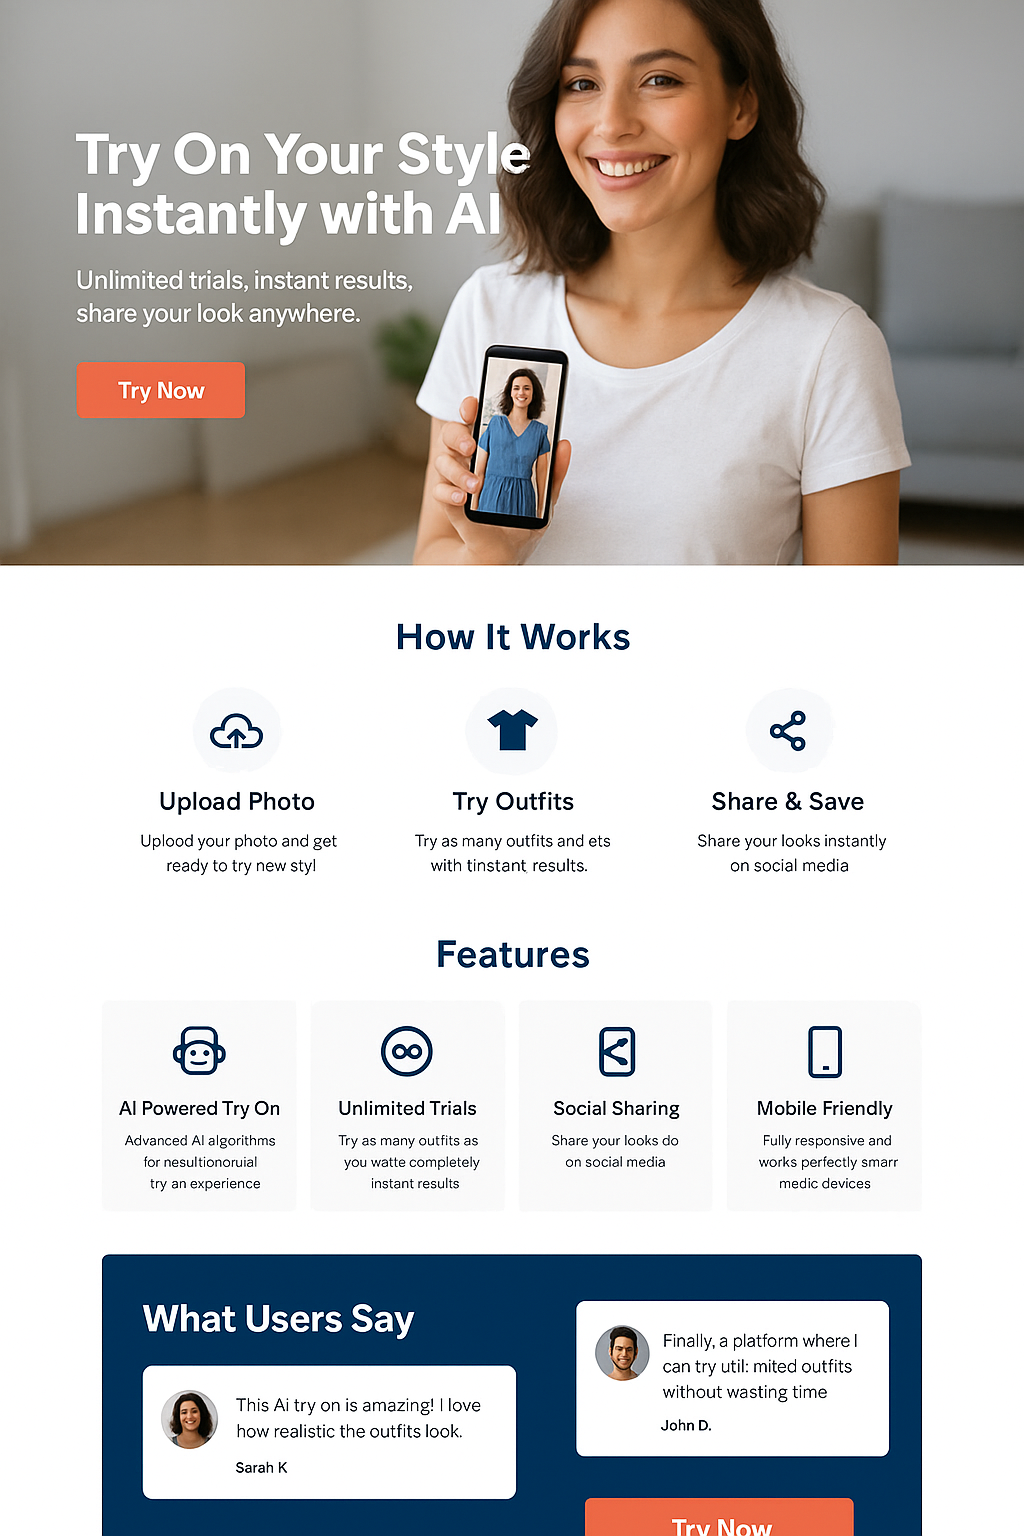 Try On Your Style
Instantly with AI
Unlimited trials, instant results,
share your look anywhere.
Try Now
How It Works
Upload Photo
Uplood your photo and get
ready to try new styl
Try Outfits
Try as many outfits and ets
with tinstant results.
Share & Save
Share your looks instantly
on social media
Features
AI Powered Try On
Advanced AI algorithms
for nesultionoruial
try an experience
Unlimited Trials
Try as many outfits as
you watte completely
instant results
Social Sharing
Share your looks do
on social media
Mobile Friendly
Fully responsive and
works perfectly smarr
medic devices
What Users Say
This Ai try on is amazing! I love
how realistic the outfits look.
Sarah K
Finally, a platform where I
can try util: mited outfits
without wasting time
John D.
Try Now